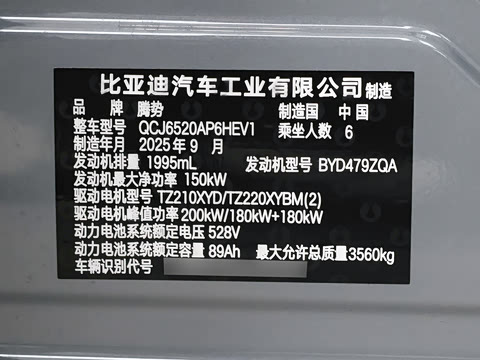 比亚迪汽车工业有限公司 制造
品牌 腾势 制造国 中国
整车型号 QCJ6520AP6HEV1 乘坐人数 6
制造年月 2025年9月
发动机排量 1995mL 发动机型号 BYD479ZQA
发动机最大净功率 150kW
驱动电机型号 TZ210XYD/TZ220XYBM(2)
驱动电机峰值功率 200kW/180kW+180kW
动力电池系统额定电压 528V
动力电池系统额定容量 89Ah 最大允许总质量 3560kg
车辆识别代号